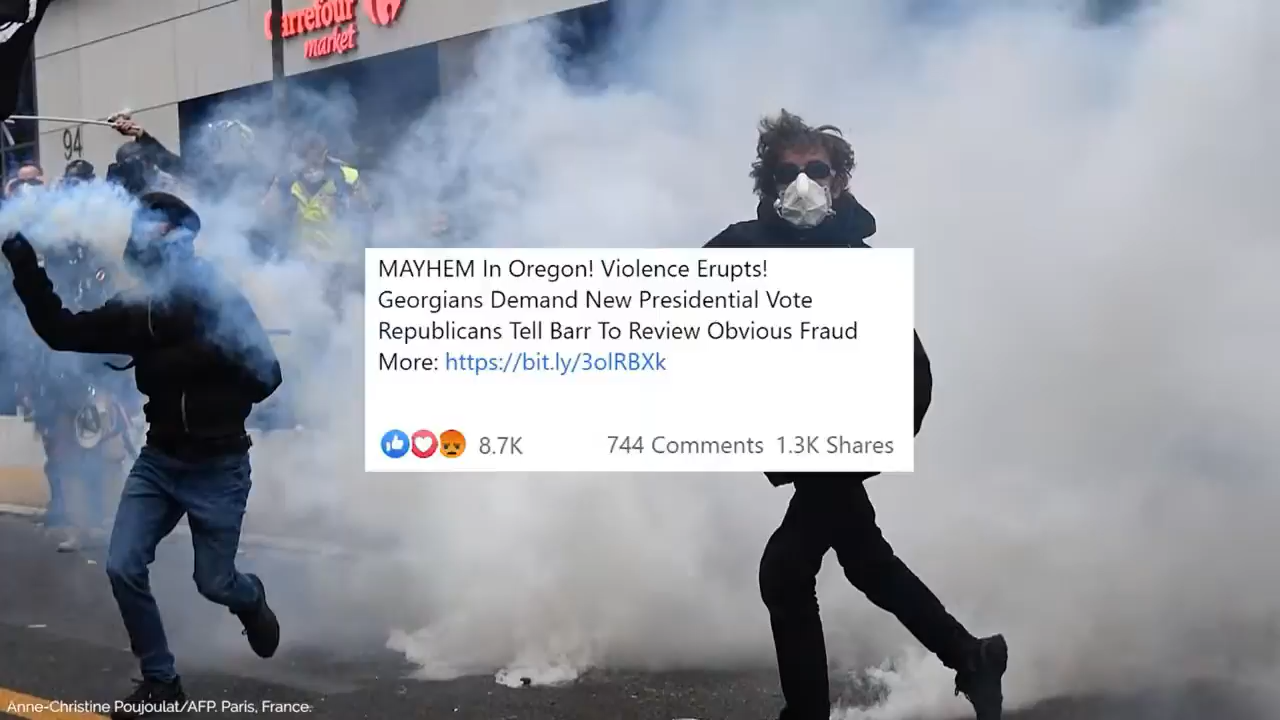 Carrefour
market
94
MAYHEM In Oregon! Violence Erupts!
Georgians Demand New Presidential Vote
Republicans Tell Barr To Review Obvious Fraud
More: https://bit.ly/3olRBXk
8.7K 744 Comments 1.3K Shares
Anne-Christine Poujoulat/AFP. Paris, France.